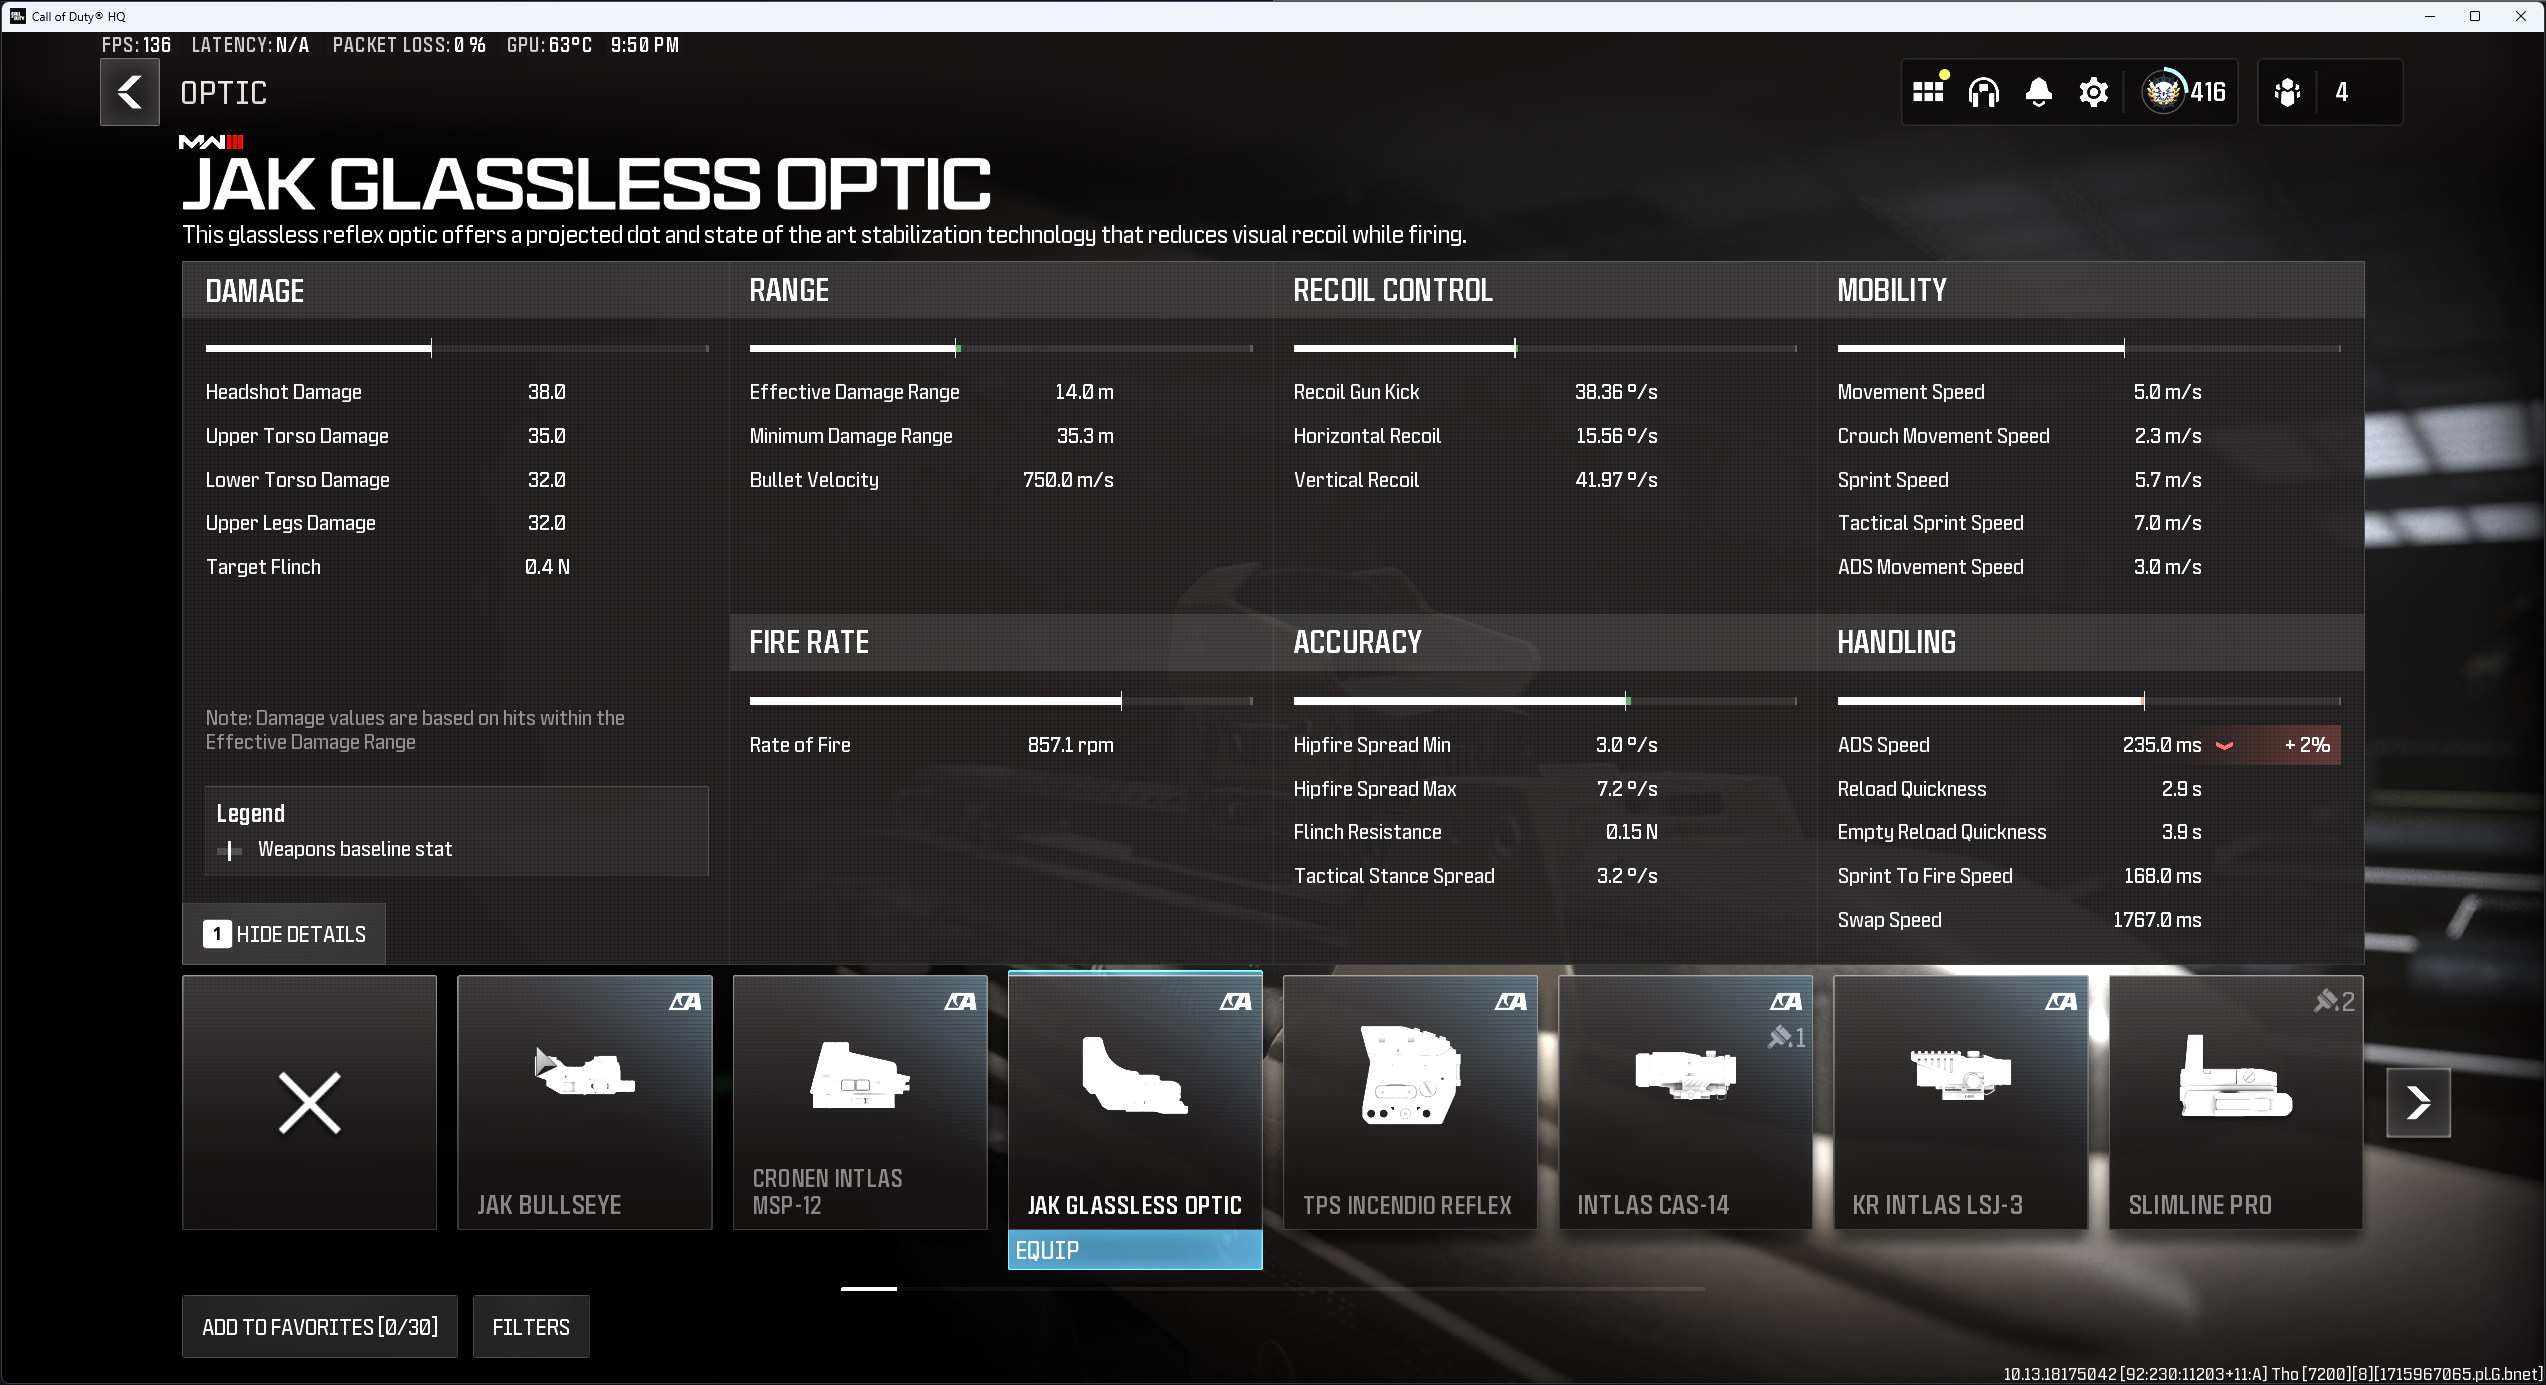 Call of Duty® HQ
FPS: 136 LATENCY: N/A PACKET LOSS: 0 % GPU: 63°C 9:50 PM
OPTIC
416
4
MWIII
JAK GLASSLESS OPTIC
This glassless reflex optic offers a projected dot and state of the art stabilization technology that reduces visual recoil while firing.
DAMAGE
Headshot Damage 38.0
Upper Torso Damage 35.0
Lower Torso Damage 32.0
Upper Legs Damage 32.0
Target Flinch 0.4 N
Note: Damage values are based on hits within the
Effective Damage Range
Legend
Weapons baseline stat
1 HIDE DETAILS
RANGE
Effective Damage Range 14.0 m
Minimum Damage Range 35.3 m
Bullet Velocity 750.0 m/s
FIRE RATE
Rate of Fire 857.1 rpm
RECOIL CONTROL
Recoil Gun Kick 38.36 º/s
Horizontal Recoil 15.56 º/s
Vertical Recoil 41.97 º/s
ACCURACY
Hipfire Spread Min 3.0 º/s
Hipfire Spread Max 7.2 º/s
Flinch Resistance 0.15 N
Tactical Stance Spread 3.2 º/s
MOBILITY
Movement Speed 5.0 m/s
Crouch Movement Speed 2.3 m/s
Sprint Speed 5.7 m/s
Tactical Sprint Speed 7.0 m/s
ADS Movement Speed 3.0 m/s
HANDLING
ADS Speed 235.0 ms + 2%
Reload Quickness 2.9 s
Empty Reload Quickness 3.9 s
Sprint To Fire Speed 168.0 ms
Swap Speed 1767.0 ms
JAK BULLSEYE
CRONEN INTLAS
MSP-12
JAK GLASSLESS OPTIC
EQUIP
TPS INCENDIO REFLEX
.1
INTLAS CAS-14
KR INTLAS LSJ-3
.2
SLIMLINE PRO
ADD TO FAVORITES [0/30]
FILTERS
10.13.18175042 [92:230:11203+11:A] Tho [7200][8][1715967065.pl.G.bnet]